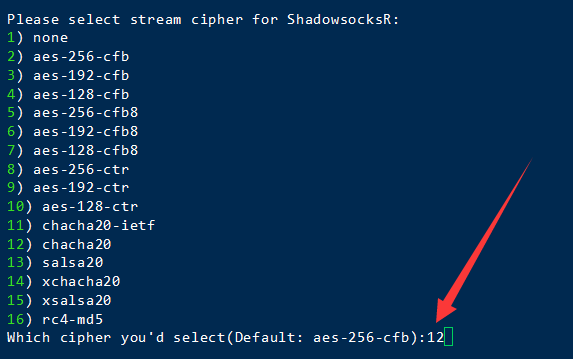 Please select stream cipher for ShadowsocksR:
1) none
2) aes-256-cfb
3) aes-192-cfb
4) aes-128-cfb
5) aes-256-cfb8
6) aes-192-cfb8
7) aes-128-cfb8
8) aes-256-ctr
9) aes-192-ctr
10) aes-128-ctr
11) chacha20-ietf
12) chacha20
13) salsa20
14) xchacha20
15) xsalsa20
16) rc4-md5
Which cipher you'd select(Default: aes-256-cfb):12